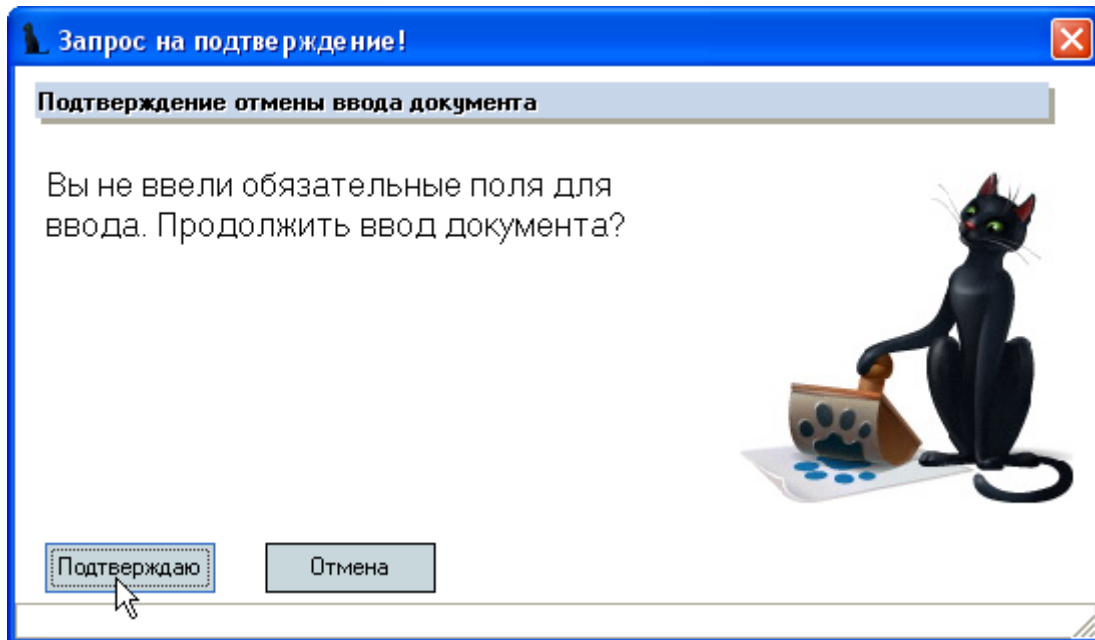 Запрос на подтверждение!
Подтверждение отмены ввода документа
Вы не ввели обязательные поля для
ввода. Продолжить ввод документа?
Подтверждаю
Отмена